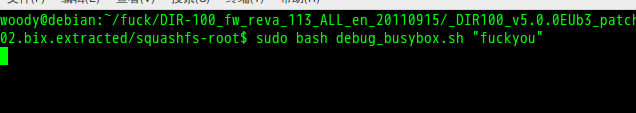 woody@debian:~/fuck/DIR-100_fw_reva_113_ALL_en_20110915/_DIR100_v5.0.0EUb3_patch
02.bix.extracted/squashfs-root$ sudo bash debug_busybox.sh "fuckyou"